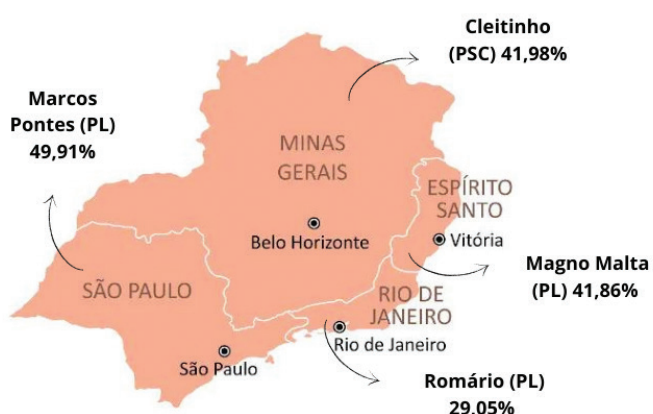 Cleitinho
(PSC) 41,98%
Marcos
Pontes (PL)
49,91%
MINAS
GERAIS
ESPÍRITO
SANTO
Belo Horizonte
Vitória
Magno Malta
(PL) 41,86%
SÃO PAULO
RIO DE
JANEIRO
Rio de Janeiro
São Paulo
Romário (PL)
29,05%